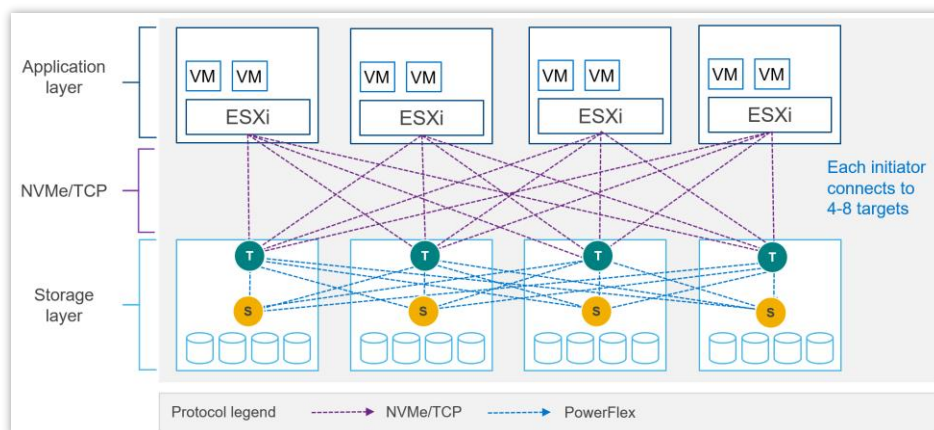 Application
layer
VM VM VM VM VM VM VM VM
ESXi ESXi ESXi ESXi
NVMe/TCP
Each initiator
connects to
4-8 targets
T T T T
Storage
layer
S S S S
Protocol legend NVMe/TCP PowerFlex